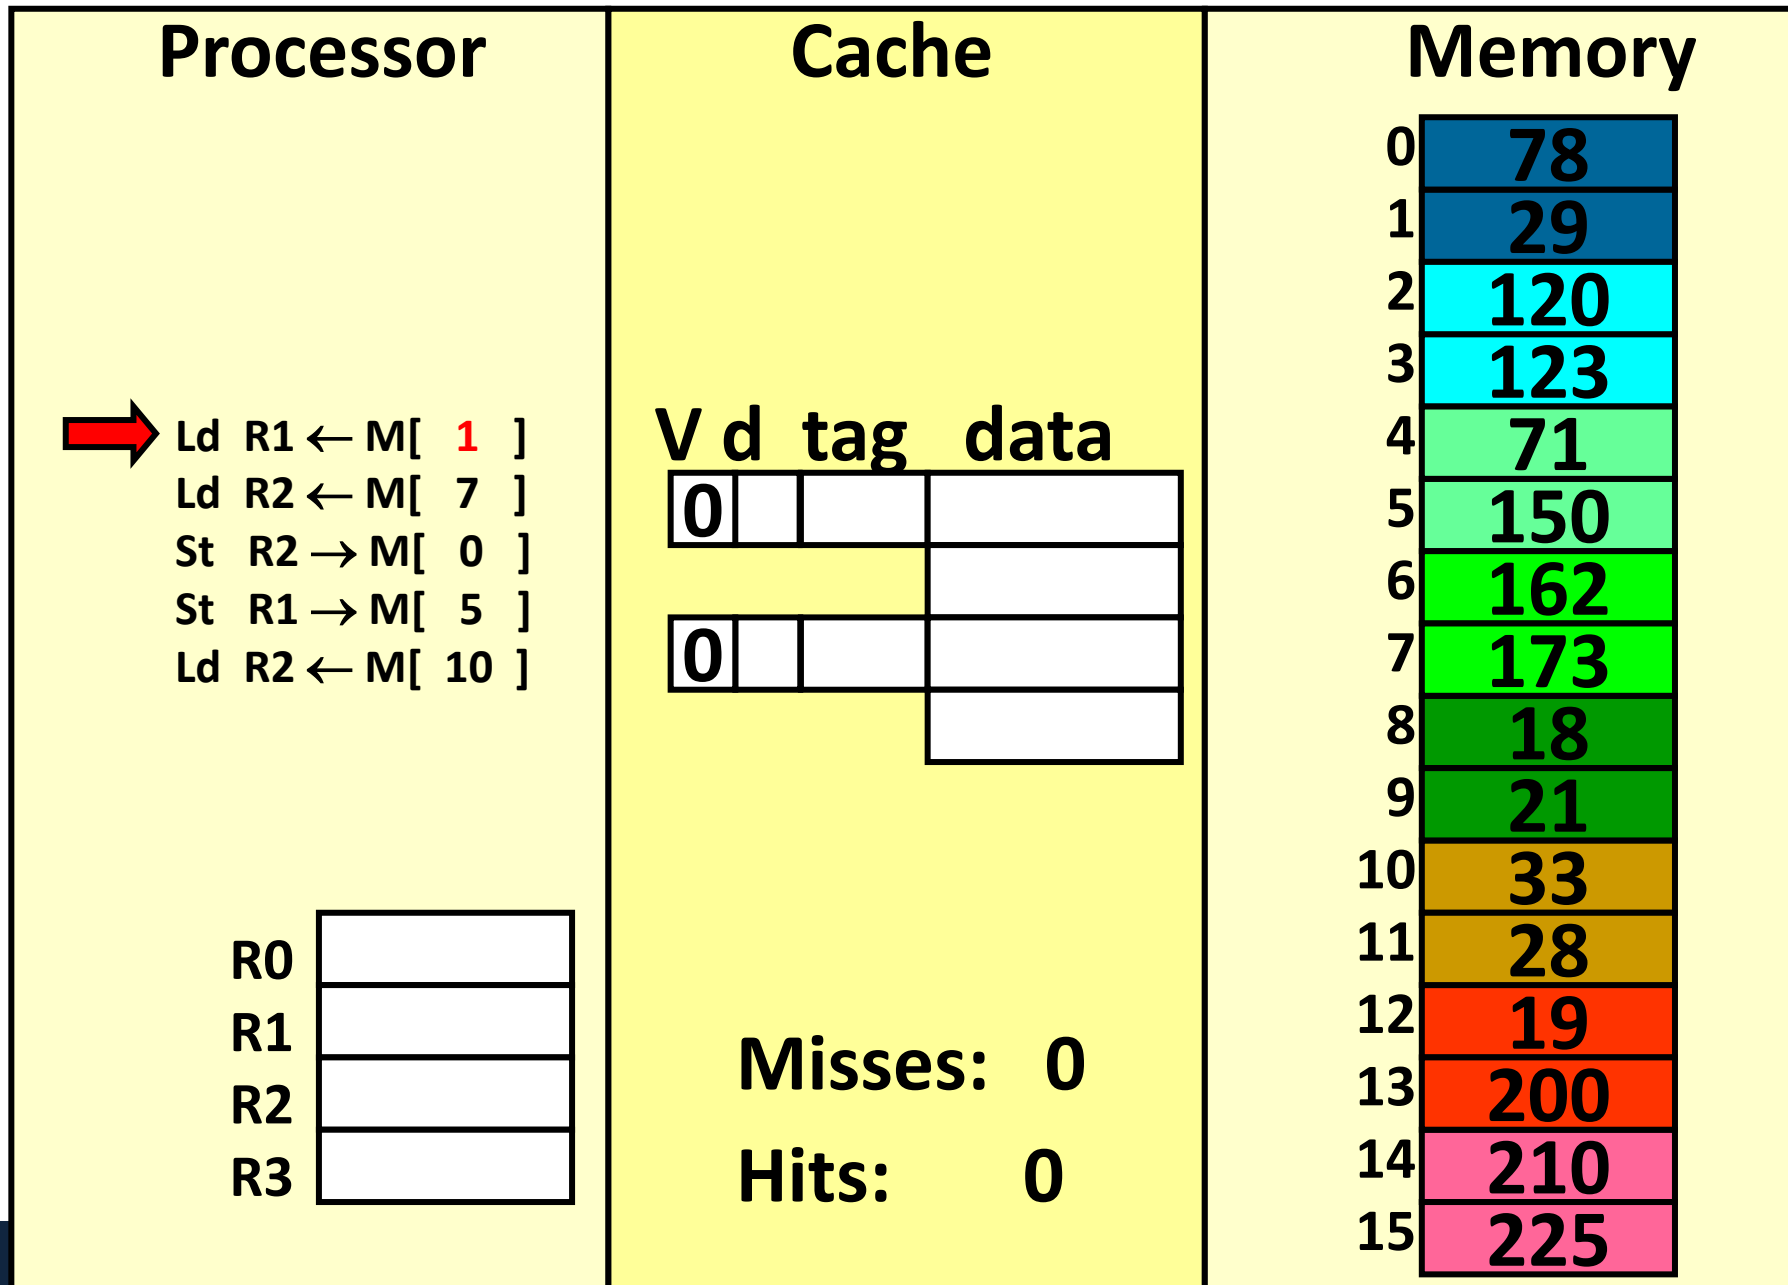 Processor
Ld R1 ← M[ 1 ]
Ld R2 ← M[ 7 ]
St R2 → M[ 0 ]
St R1 → M[ 5 ]
Ld R2 ← M[ 10 ]
R0
R1
R2
R3
Cache
V d tag data
0
0
Misses: 0
Hits: 0
Memory
0 78
1 29
2 120
3 123
4 71
5 150
6 162
7 173
8 18
9 21
10 33
11 28
12 19
13 200
14 210
15 225